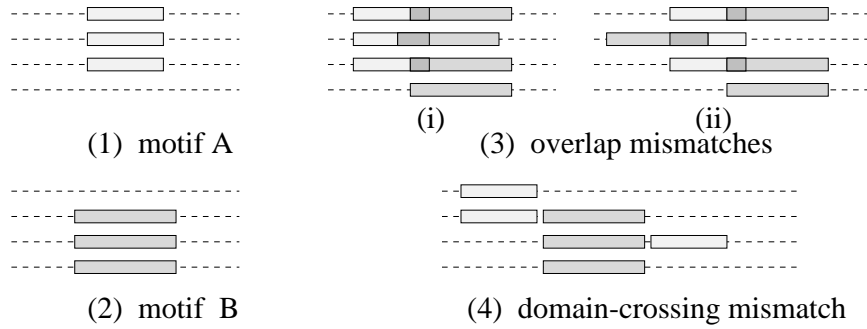 (i) (ii)
(1) motif A (3) overlap mismatches
(2) motif B (4) domain-crossing mismatch